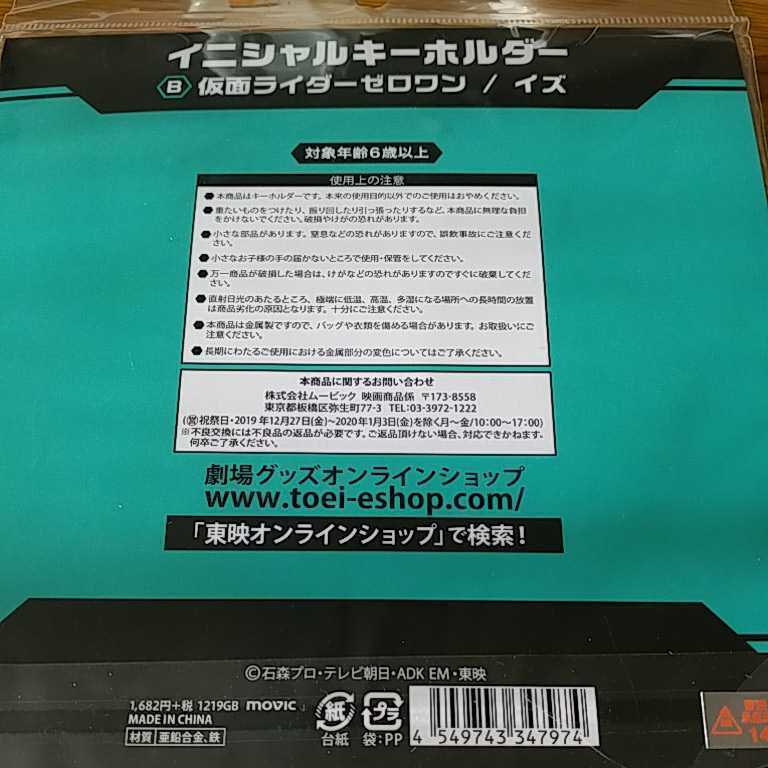 イニシャルキーホルダー
B 仮面ライダーゼロワン / イズ
対象年齢6歳以上
使用上の注意
●本商品はキーホルダーです。本来の使用目的以外でのご使用はおやめください。
●重たいものをつけたり、振り回したり引っ張ったりするなど、本商品に無理な負担
をかけないでください。破損やけがの恐れがあります。
●小さな部品があります。窒息などの恐れがありますので、誤飲事故にご注意くだ
さい。
●小さなお子様の手の届かないところで使用・保管をしてください。
●万一商品が破損した場合は、けがなどの恐れがありますのですぐに破棄してくだ
さい。
●直射日光のあたるところ、極端に低温、高温、多湿になる場所への長時間の放置
は商品劣化の原因となります。十分にご注意ください。
●本商品は金属製ですので、バッグや衣類を傷める場合があります。お取扱いにご
注意ください。
●長期にわたるご使用における金属部分の変色についてはご了承ください。
本商品に関するお問い合わせ
株式会社ムービック 映画商品係 〒173-8558
東京都板橋区弥生町77-3 TEL:03-3972-1222
(㊗祝祭日・2019年12月27日(金)~2020年1月3日(金)を除く月~金/10:00~17:00)
※不良交換には不良品の返品が必要です。ご返品頂けない場合、対応できかねます。
何卒ご了承ください。
劇場グッズオンラインショップ
www.toei-eshop.com/
「東映オンラインショップ」で検索!
©石森プロ・テレビ朝日・ADK EM・東映
1,682円+税 1219GB movic
MADE IN CHINA
材質 亜鉛合金、鉄
紙 プラ
台紙 袋:PP
4 549743 347974
14